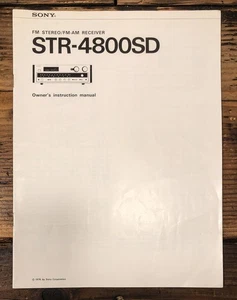 SONY
FM STEREO/FM-AM RECEIVER
STR-4800SD
Owner's instruction manual